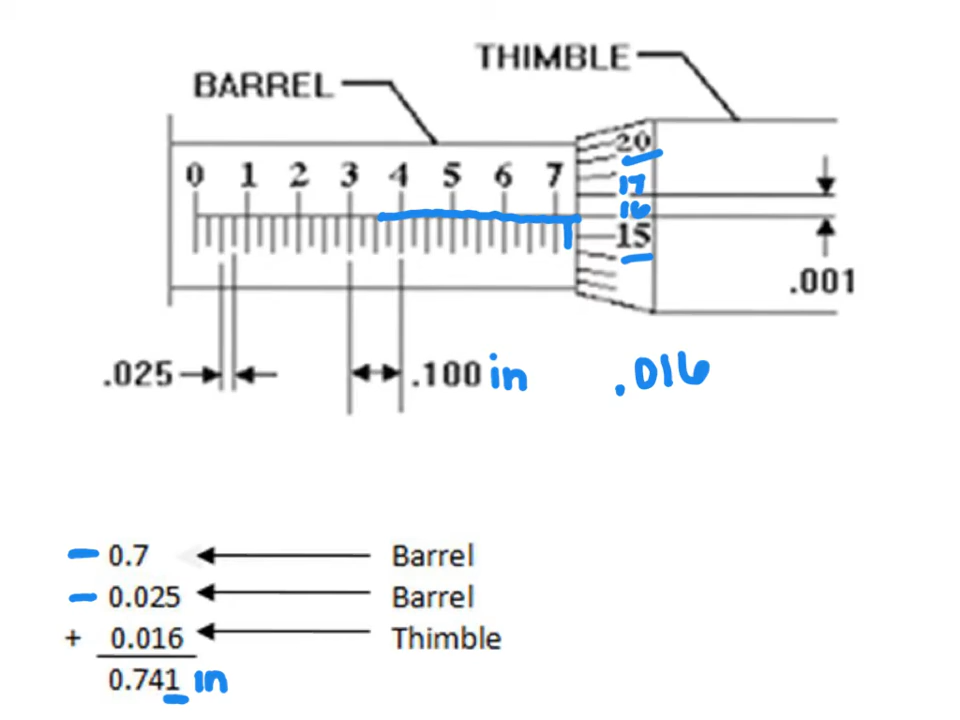 THIMBLE
BARREL
20
0 1 2 3 4 5 6 7
17
16
15
.001
.025
.100 in
.016
0.7 Barrel
0.025 Barrel
+ 0.016 Thimble
0.741 in